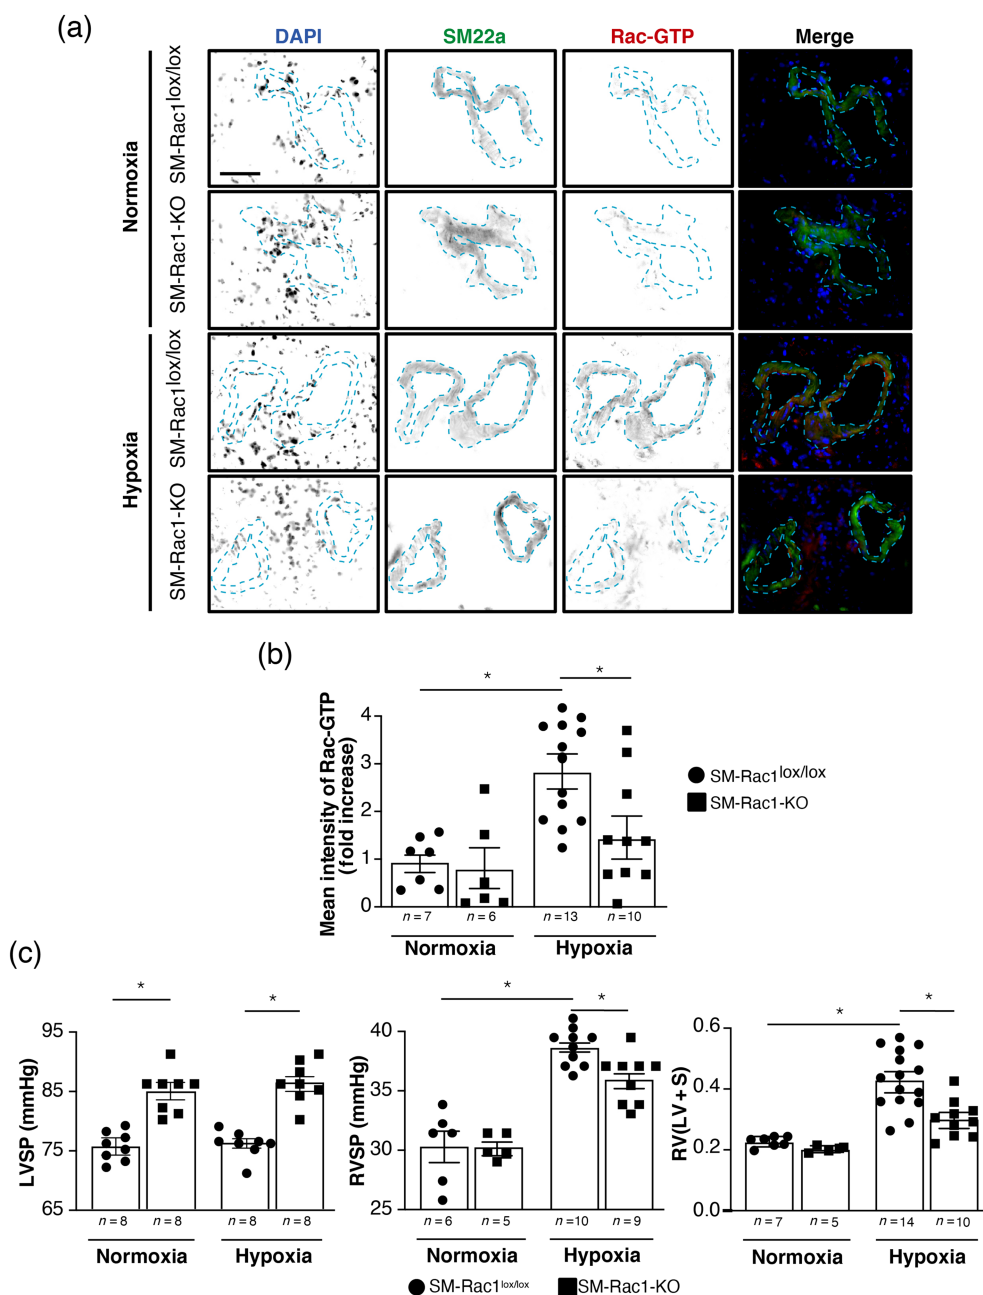 (a)
DAPI SM22a Rac-GTP Merge
Normoxia
SM-Rac1lox/lox
SM-Rac1-KO
Hypoxia
SM-Rac1lox/lox
SM-Rac1-KO
(b)
* *
Mean intensity of Rac-GTP
(fold increase)
4
3
2
1
0
n = 7 n = 6 n = 13 n = 10
Normoxia Hypoxia
SM-Rac1lox/lox
SM-Rac1-KO
(c)
* *
LVSP (mmHg)
95
85
75
65
n = 8 n = 8 n = 8 n = 8
Normoxia Hypoxia
* *
RVSP (mmHg)
40
35
30
25
n = 6 n = 5 n = 10 n = 9
Normoxia Hypoxia
* *
RV(LV + S)
0.6
0.4
0.2
0.0
n = 7 n = 5 n = 14 n = 10
Normoxia Hypoxia
SM-Rac1lox/lox SM-Rac1-KO